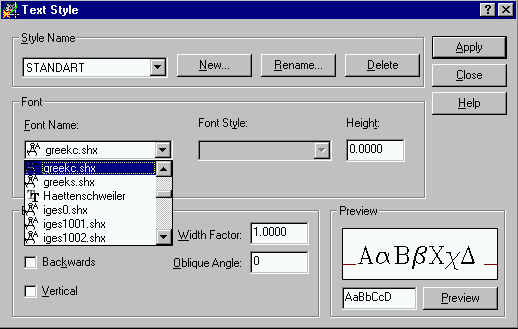 Text Style
Style Name
STANDART
New...
Rename...
Delete
Apply
Close
Help
Font
Font Name:
Font Style:
Height:
greekc.shx
0.0000
greekc.shx
greeks.shx
Haettenschweiler
iges0.shx
iges1001.shx
iges1002.shx
Width Factor:
1.0000
Backwards
Oblique Angle:
0
Vertical
Preview
ΑαΒβΧχΔ
AaBbCcD
Preview